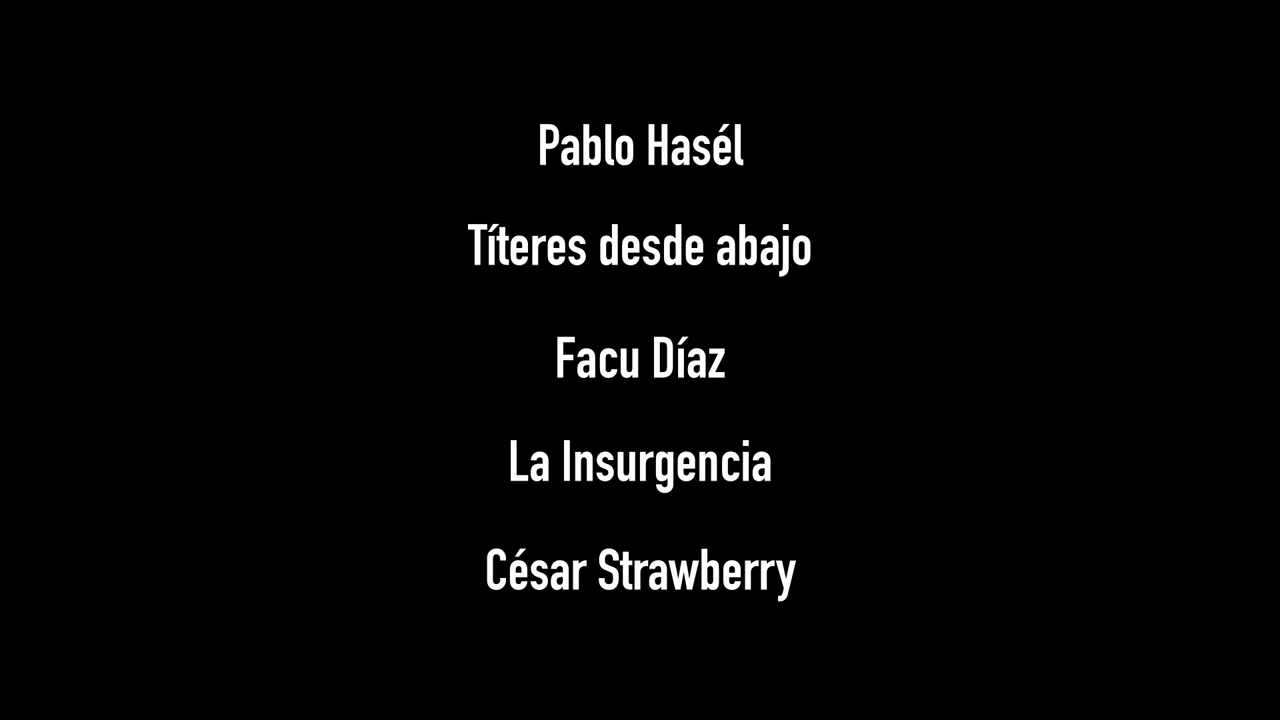 Pablo Hasél
Títeres desde abajo
Facu Díaz
La Insurgencia
César Strawberry